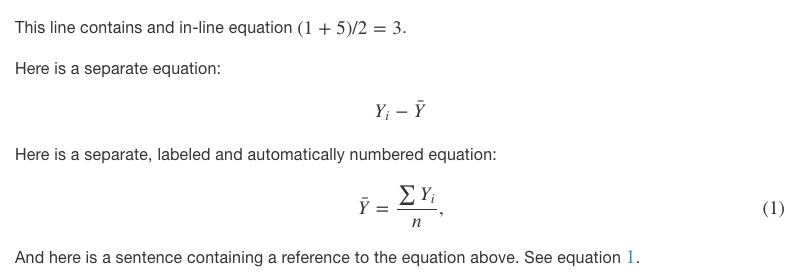 This line contains and in-line equation (1 + 5)/2 = 3.
Here is a separate equation:
Yᵢ − Ȳ
Here is a separate, labeled and automatically numbered equation:
Ȳ = ∑ Yᵢ / n, (1)
And here is a sentence containing a reference to the equation above. See equation 1.